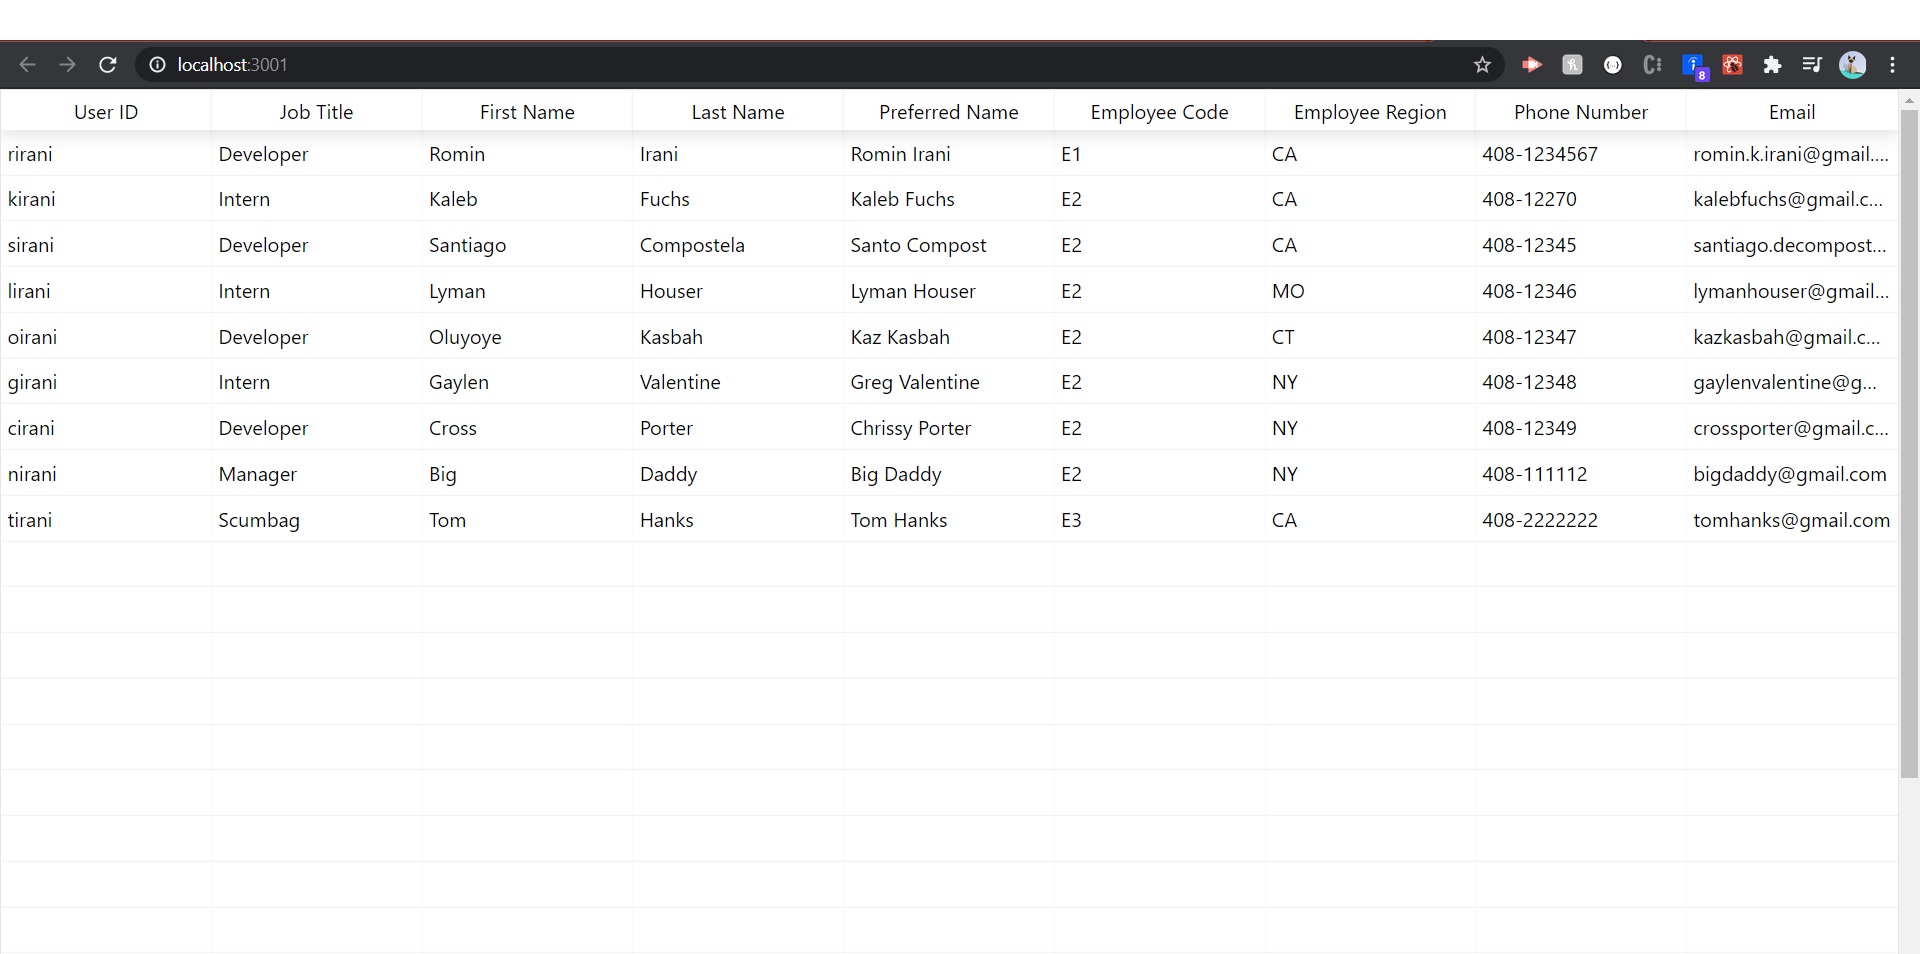 localhost:3001
8
User ID Job Title First Name Last Name Preferred Name Employee Code Employee Region Phone Number Email
rirani Developer Romin Irani Romin Irani E1 CA 408-1234567 romin.k.irani@gmail....
kirani Intern Kaleb Fuchs Kaleb Fuchs E2 CA 408-12270 kalebfuchs@gmail.c...
sirani Developer Santiago Compostela Santo Compost E2 CA 408-12345 santiago.decompost...
lirani Intern Lyman Houser Lyman Houser E2 MO 408-12346 lymanhouser@gmail...
oirani Developer Oluyoye Kasbah Kaz Kasbah E2 CT 408-12347 kazkasbah@gmail.c...
girani Intern Gaylen Valentine Greg Valentine E2 NY 408-12348 gaylenvalentine@g...
cirani Developer Cross Porter Chrissy Porter E2 NY 408-12349 crossporter@gmail.c...
nirani Manager Big Daddy Big Daddy E2 NY 408-111112 bigdaddy@gmail.com
tirani Scumbag Tom Hanks Tom Hanks E3 CA 408-2222222 tomhanks@gmail.com